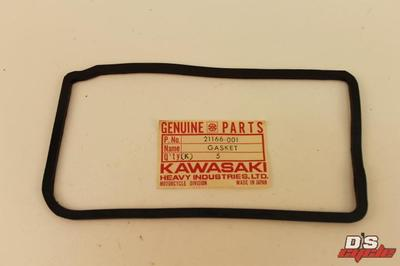 GENUINE PARTS
P. No. 21166-001
Name GASKET
Q'ty(K) 5
KAWASAKI
HEAVY INDUSTRIES, LTD.
MOTORCYCLE DIVISION MADE IN JAPAN
D'S
cycle